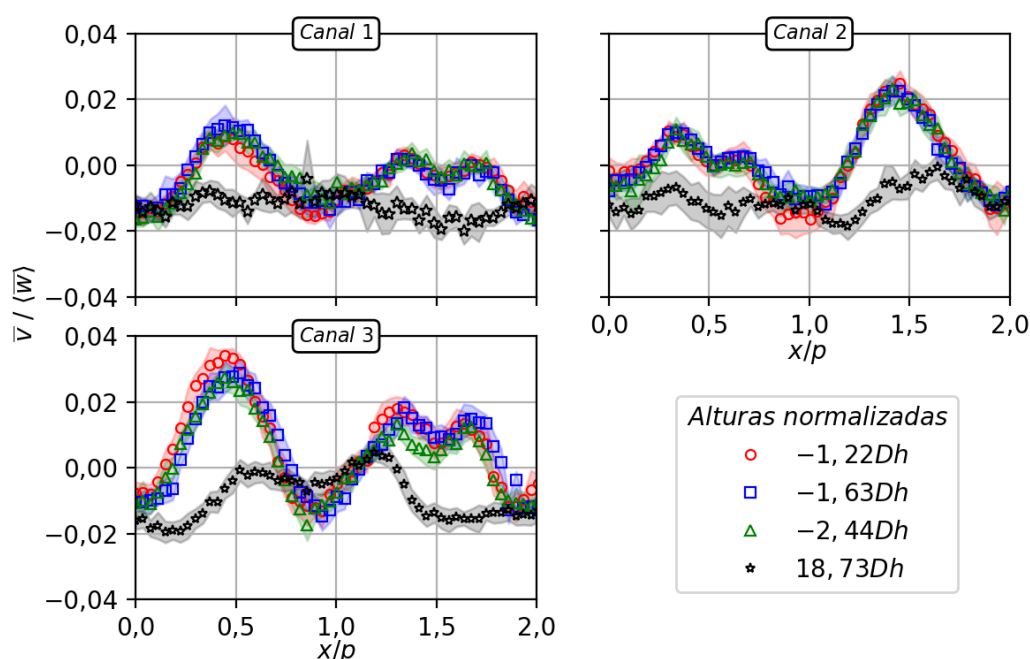 Canal 1
0,04
0,02
0,00
−0,02
−0,04
Canal 2
0,0 0,5 1,0 1,5 2,0
x/p
v̅ / ⟨w̅⟩
Canal 3
0,04
0,02
0,00
−0,02
−0,04
0,0 0,5 1,0 1,5 2,0
x/p
Alturas normalizadas
−1, 22Dh
−1, 63Dh
−2, 44Dh
18, 73Dh